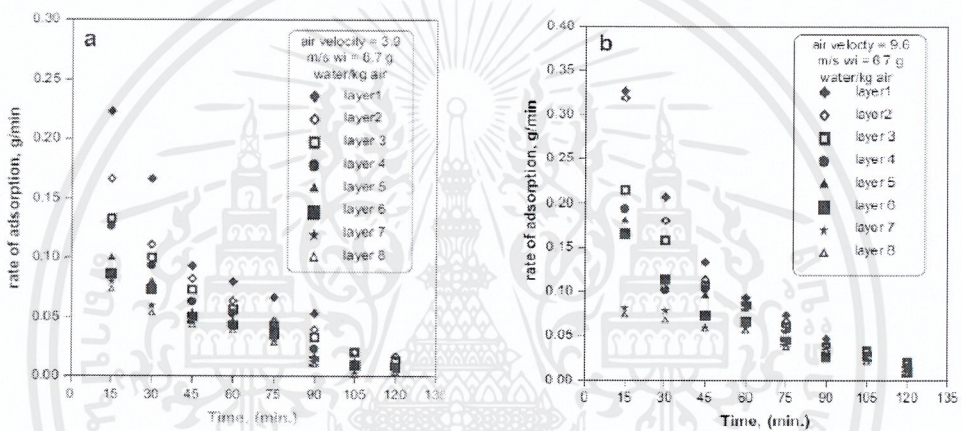 a
air velocity = 3.9
m/s wi = 6.7 g
water/kg air
layer1
layer2
layer 3
layer 4
layer 5
layer 6
layer 7
layer 8
rate of adsorption, g/min
0.30
0.25
0.20
0.15
0.10
0.05
0.00
0 15 30 45 60 75 90 105 120 135
Time, (min.)
b
air velocty = 9.6
m/s wi = 6.7 g
water/kg air
layer1
layer2
layer 3
layer 4
layer 5
layer 6
layer 7
layer 8
rate of adsorption, g/min
0.40
0.35
0.30
0.25
0.20
0.15
0.10
0.05
0.00
0 15 30 45 60 75 90 105 120 135
Time, (min.)